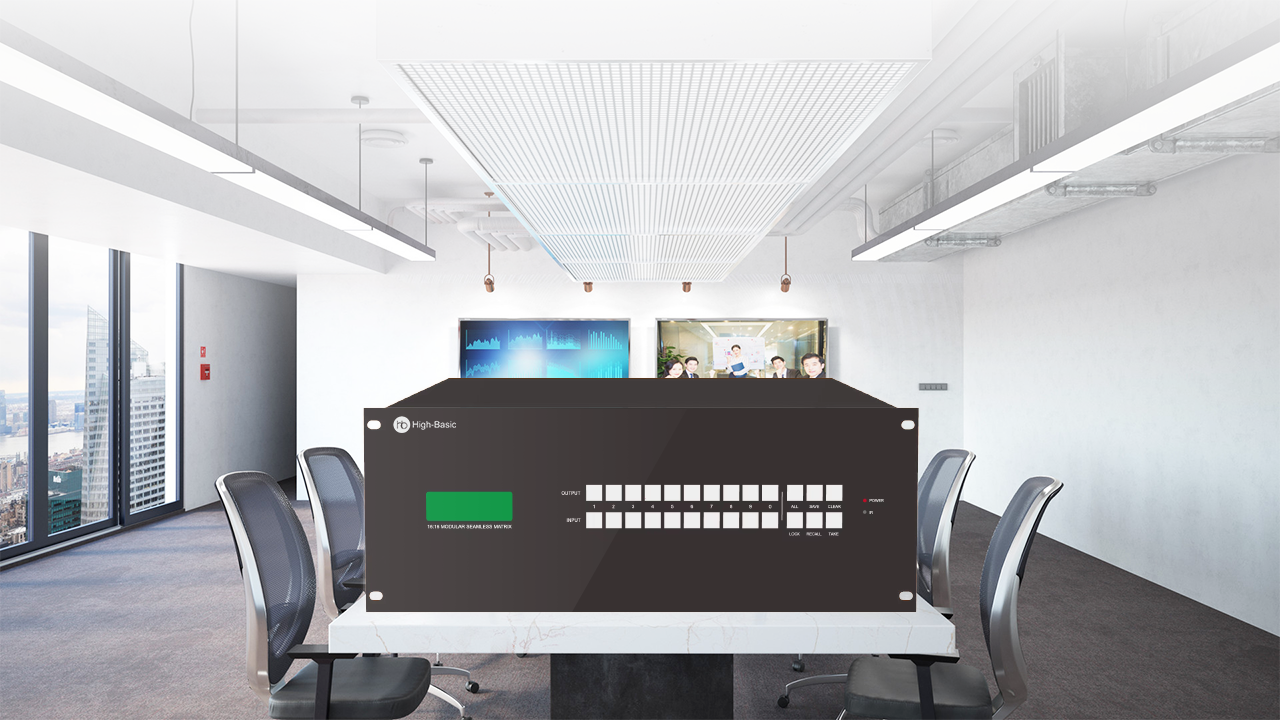 hb High-Basic
OUTPUT
1 2 3 4 5 6 7 8 9 0 ALL SAVE CLEAR
POWER
INPUT
IR
16*16 MODULAR SEAMLESS MATRIX
LOCK RECALL TAKE